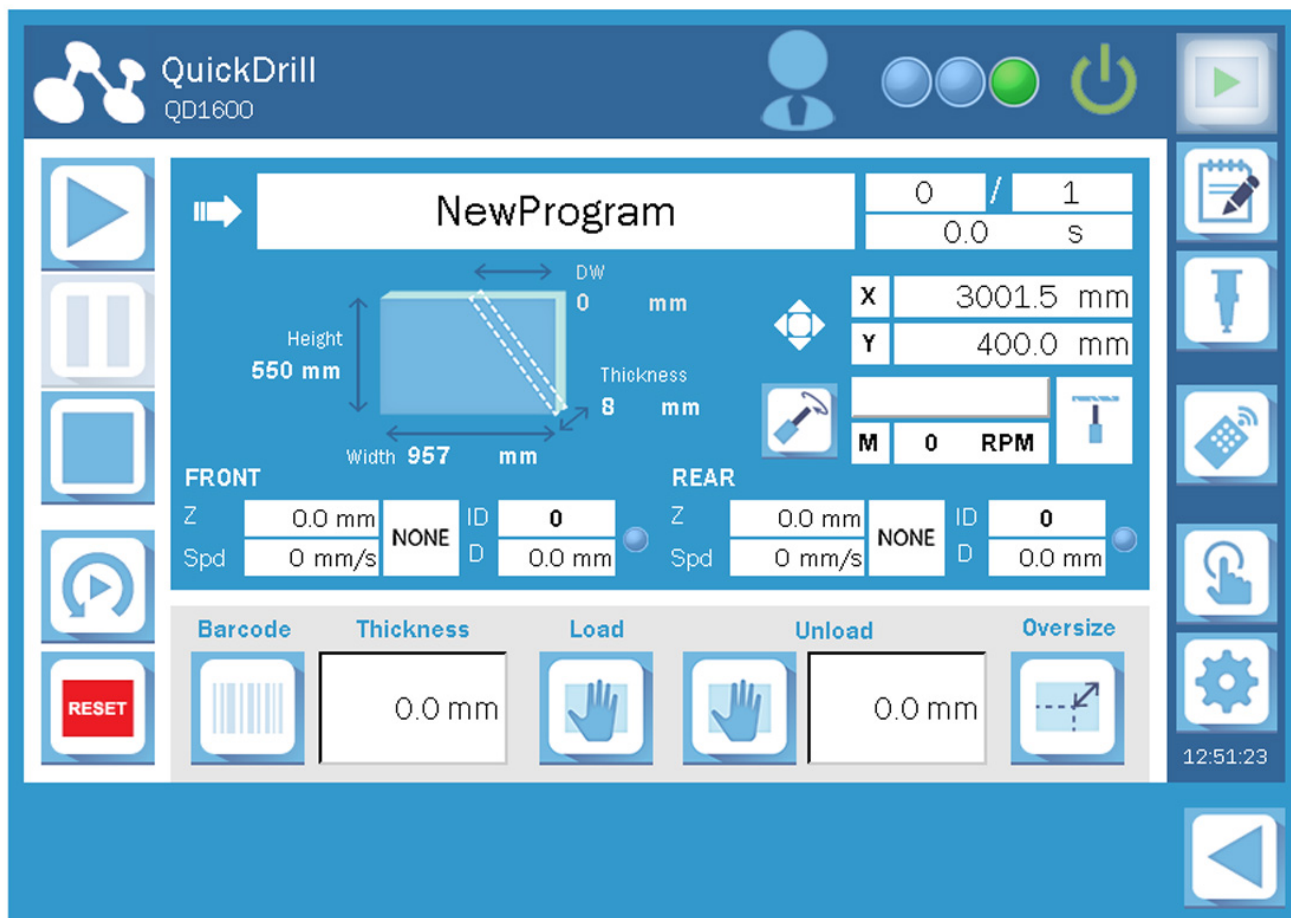 QuickDrill
QD1600
NewProgram
0 / 1
0.0 s
DW
0 mm
Height
550 mm
Thickness
8 mm
Width 957 mm
X 3001.5 mm
Y 400.0 mm
M 0 RPM
FRONT
Z 0.0 mm NONE ID 0
Spd 0 mm/s D 0.0 mm
REAR
Z 0.0 mm NONE ID 0
Spd 0 mm/s D 0.0 mm
RESET
Barcode Thickness Load Unload Oversize
0.0 mm 0.0 mm
12:51:23